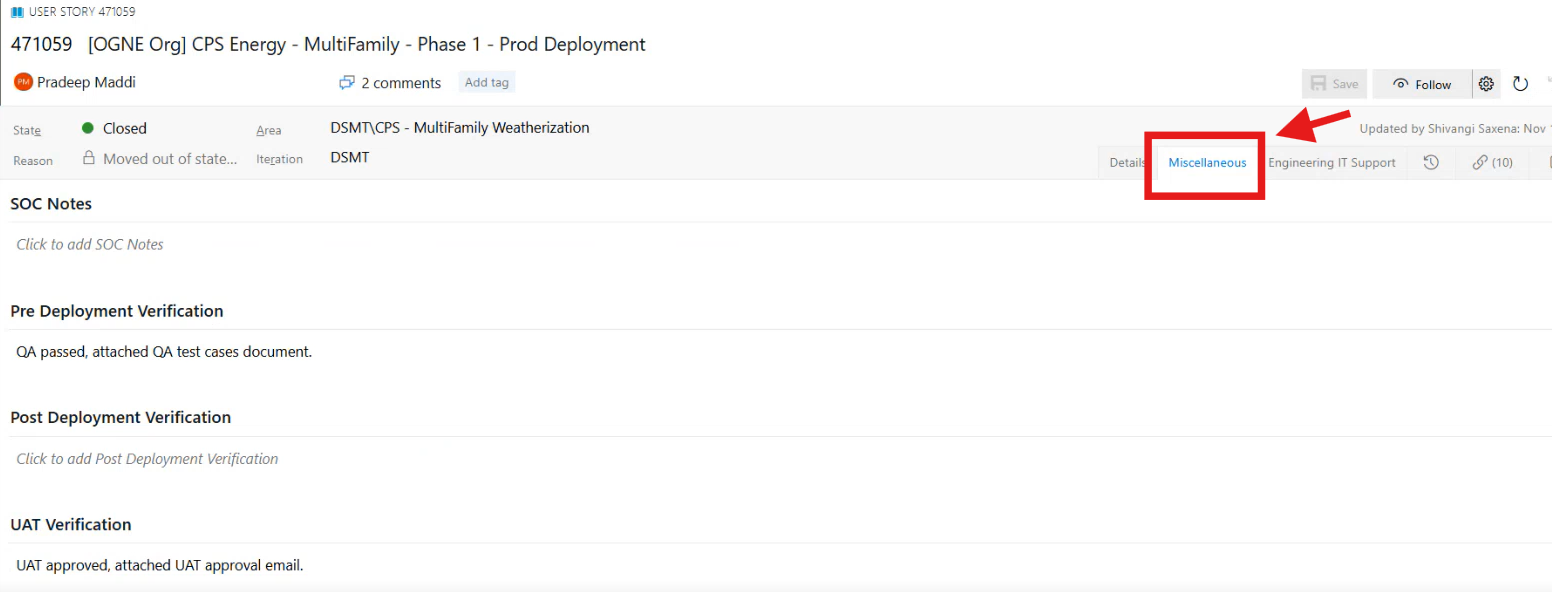 USER STORY 471059
471059 [OGNE Org] CPS Energy - MultiFamily - Phase 1 - Prod Deployment
PM Pradeep Maddi 2 comments Add tag Save Follow
State Closed Area DSMT\CPS - MultiFamily Weatherization Updated by Shivangi Saxena: Nov
Reason Moved out of state... Iteration DSMT
Details Miscellaneous Engineering IT Support (10)
SOC Notes
Click to add SOC Notes
Pre Deployment Verification
QA passed, attached QA test cases document.
Post Deployment Verification
Click to add Post Deployment Verification
UAT Verification
UAT approved, attached UAT approval email.